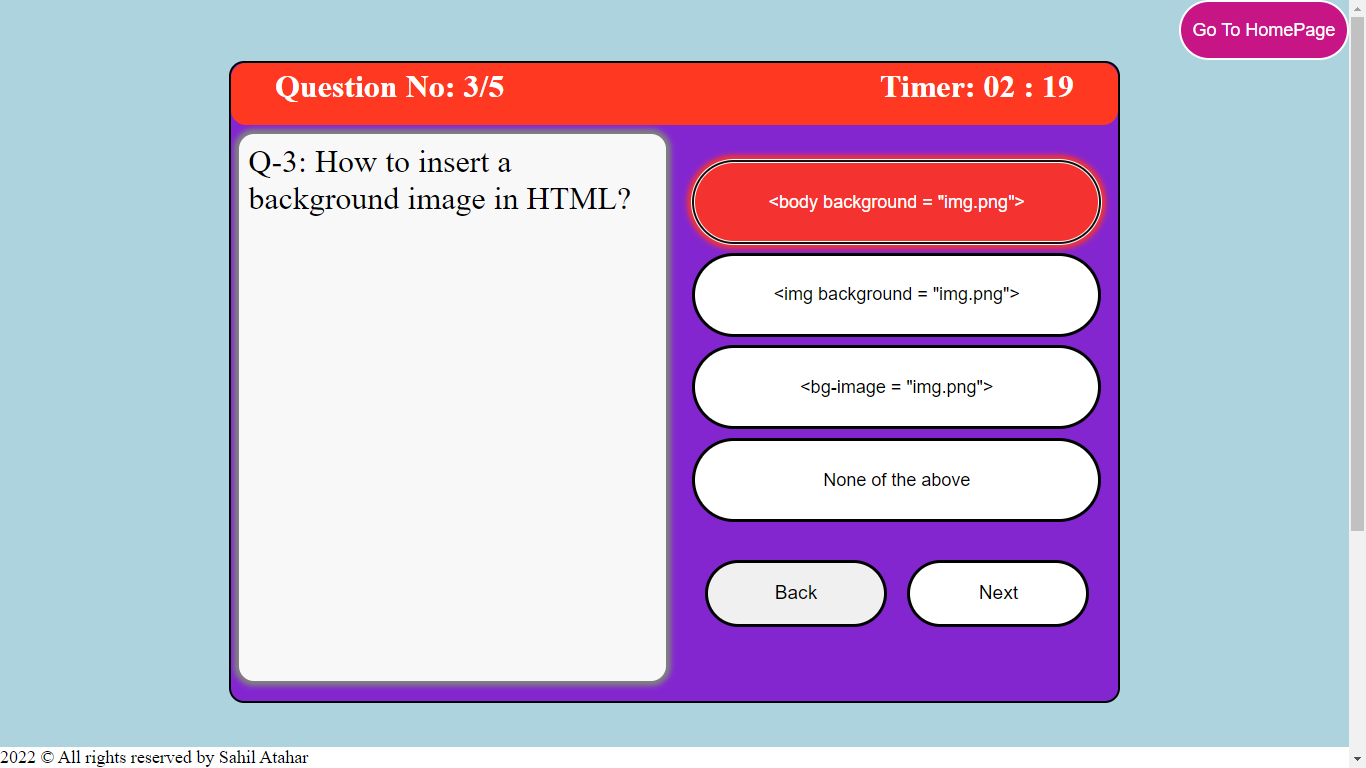 Go To HomePage
Question No: 3/5
Timer: 02 : 19
Q-3: How to insert a
background image in HTML?
<body background = "img.png">
<img background = "img.png">
<bg-image = "img.png">
None of the above
Back
Next
2022 © All rights reserved by Sahil Atahar